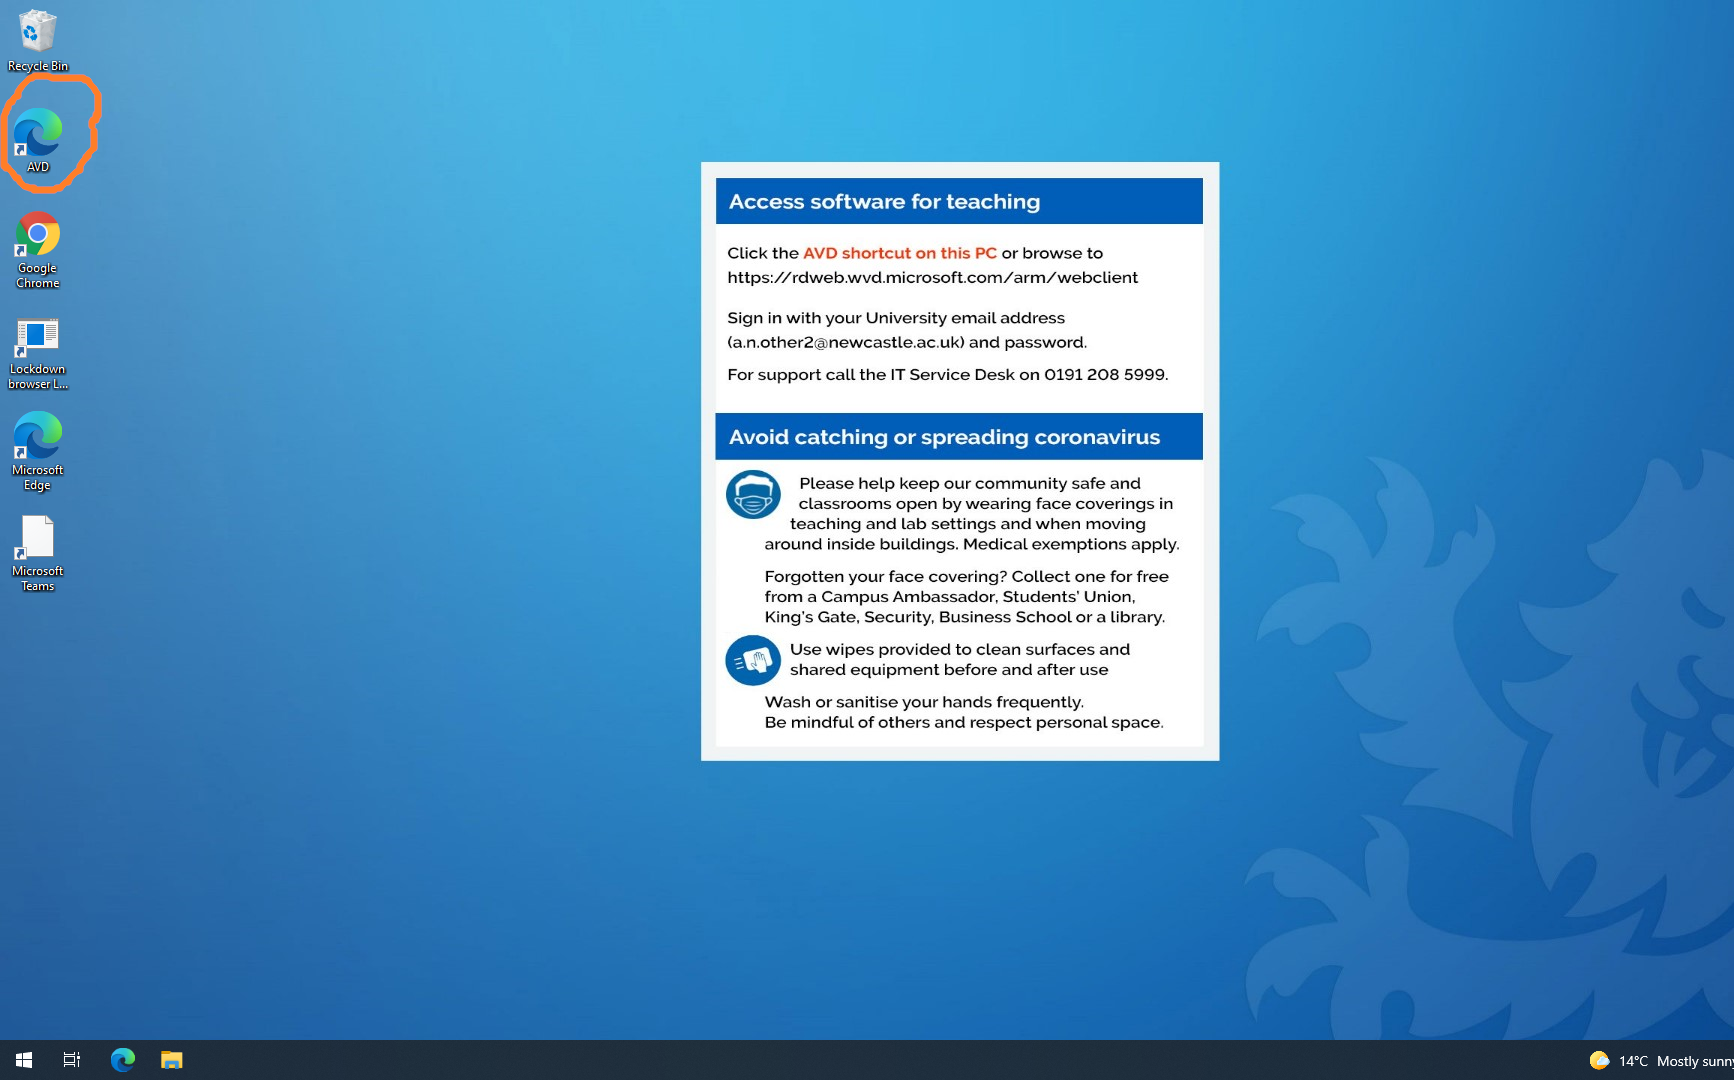 Recycle Bin
AVD
Google
Chrome
Lockdown
browser L...
Microsoft
Edge
Microsoft
Teams
Access software for teaching
Click the AVD shortcut on this PC or browse to
https://rdweb.wvd.microsoft.com/arm/webclient
Sign in with your University email address
(a.n.other2@newcastle.ac.uk) and password.
For support call the IT Service Desk on 0191 208 5999.
Avoid catching or spreading coronavirus
Please help keep our community safe and
classrooms open by wearing face coverings in
teaching and lab settings and when moving
around inside buildings. Medical exemptions apply.
Forgotten your face covering? Collect one for free
from a Campus Ambassador, Students' Union,
King's Gate, Security, Business School or a library.
Use wipes provided to clean surfaces and
shared equipment before and after use
Wash or sanitise your hands frequently.
Be mindful of others and respect personal space.
14°C Mostly sunny